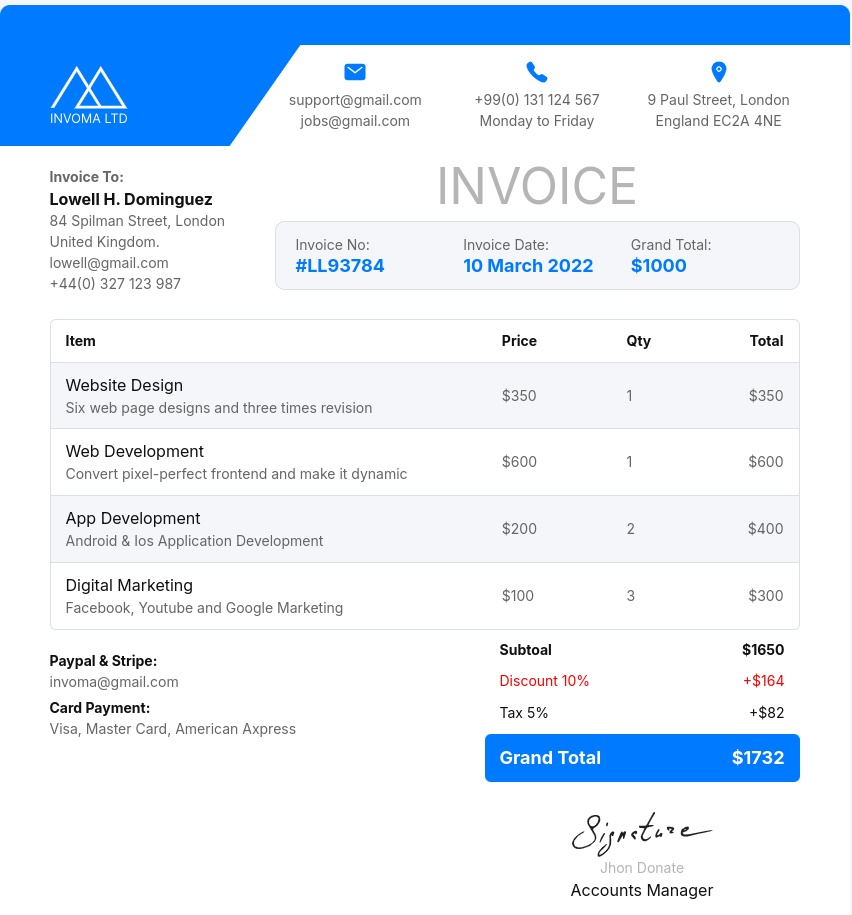 INVOMA LTD
support@gmail.com
jobs@gmail.com
+99(0) 131 124 567
Monday to Friday
9 Paul Street, London
England EC2A 4NE
Invoice To:
Lowell H. Dominguez
84 Spilman Street, London
United Kingdom.
lowell@gmail.com
+44(0) 327 123 987
INVOICE
Invoice No:
#LL93784
Invoice Date:
10 March 2022
Grand Total:
$1000
Item Price Qty Total
Website Design
Six web page designs and three times revision
$350 1 $350
Web Development
Convert pixel-perfect frontend and make it dynamic
$600 1 $600
App Development
Android & Ios Application Development
$200 2 $400
Digital Marketing
Facebook, Youtube and Google Marketing
$100 3 $300
Paypal & Stripe:
invoma@gmail.com
Card Payment:
Visa, Master Card, American Axpress
Subtoal $1650
Discount 10% +$164
Tax 5% +$82
Grand Total $1732
Signature
Jhon Donate
Accounts Manager